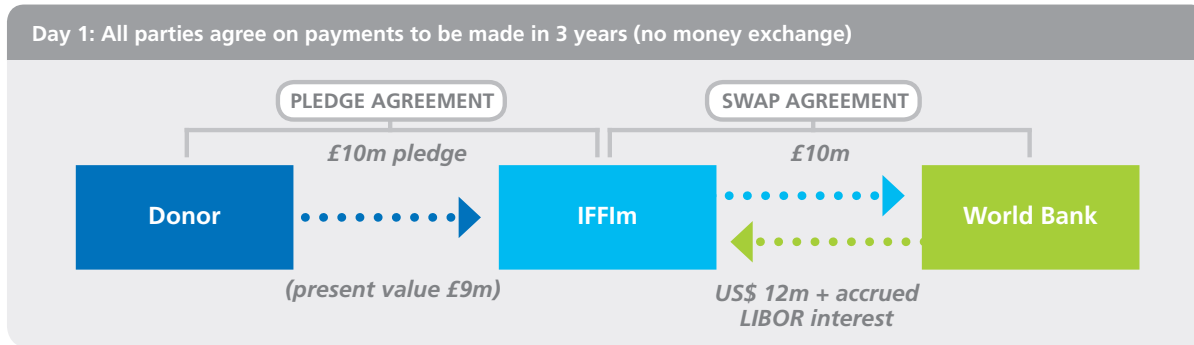 Day 1: All parties agree on payments to be made in 3 years (no money exchange)
PLEDGE AGREEMENT
SWAP AGREEMENT
£10m pledge
£10m
Donor
IFFIm
World Bank
(present value £9m)
US$ 12m + accrued
LIBOR interest